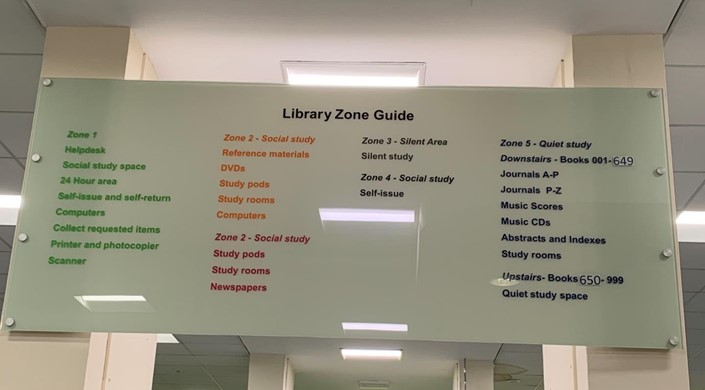 Library Zone Guide
Zone 1
Helpdesk
Social study space
24 Hour area
Self-issue and self-return
Computers
Collect requested items
Printer and photocopier
Scanner
Zone 2 - Social study
Reference materials
DVDs
Study pods
Study rooms
Computers
Zone 2 - Social study
Study pods
Study rooms
Newspapers
Zone 3 - Silent Area
Silent study
Zone 4 - Social study
Self-issue
Zone 5 - Quiet study
Downstairs - Books 001-649
Journals A-P
Journals P-Z
Music Scores
Music CDs
Abstracts and Indexes
Study rooms
Upstairs- Books 650- 999
Quiet study space